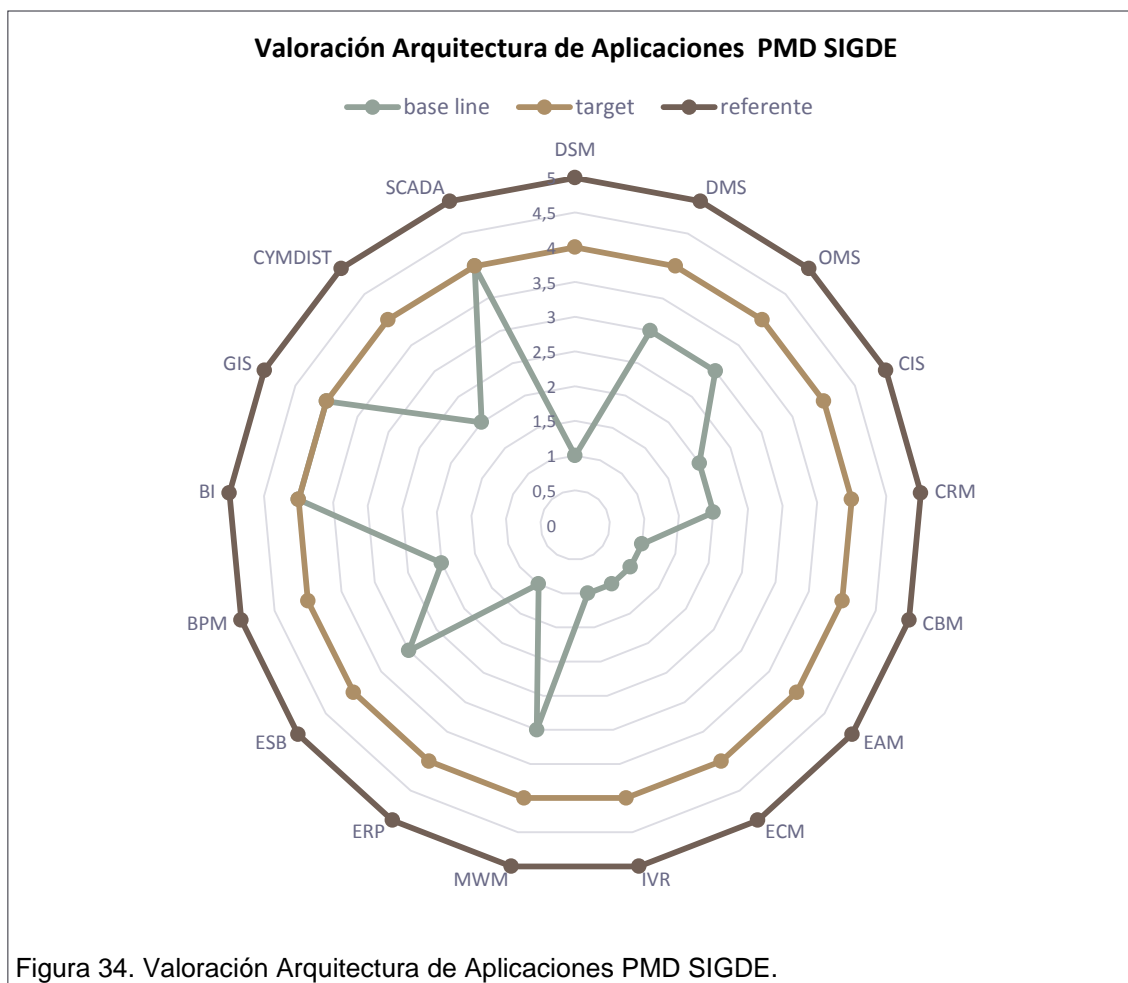 Valoración Arquitectura de Aplicaciones PMD SIGDE
base line target referente
DSM
DMS
OMS
CIS
CRM
CBM
EAM
ECM
IVR
MWM
ERP
ESB
BPM
BI
GIS
CYMDIST
SCADA
5
4,5
4
3,5
3
2,5
2
1,5
1
0,5
0
Figura 34. Valoración Arquitectura de Aplicaciones PMD SIGDE.